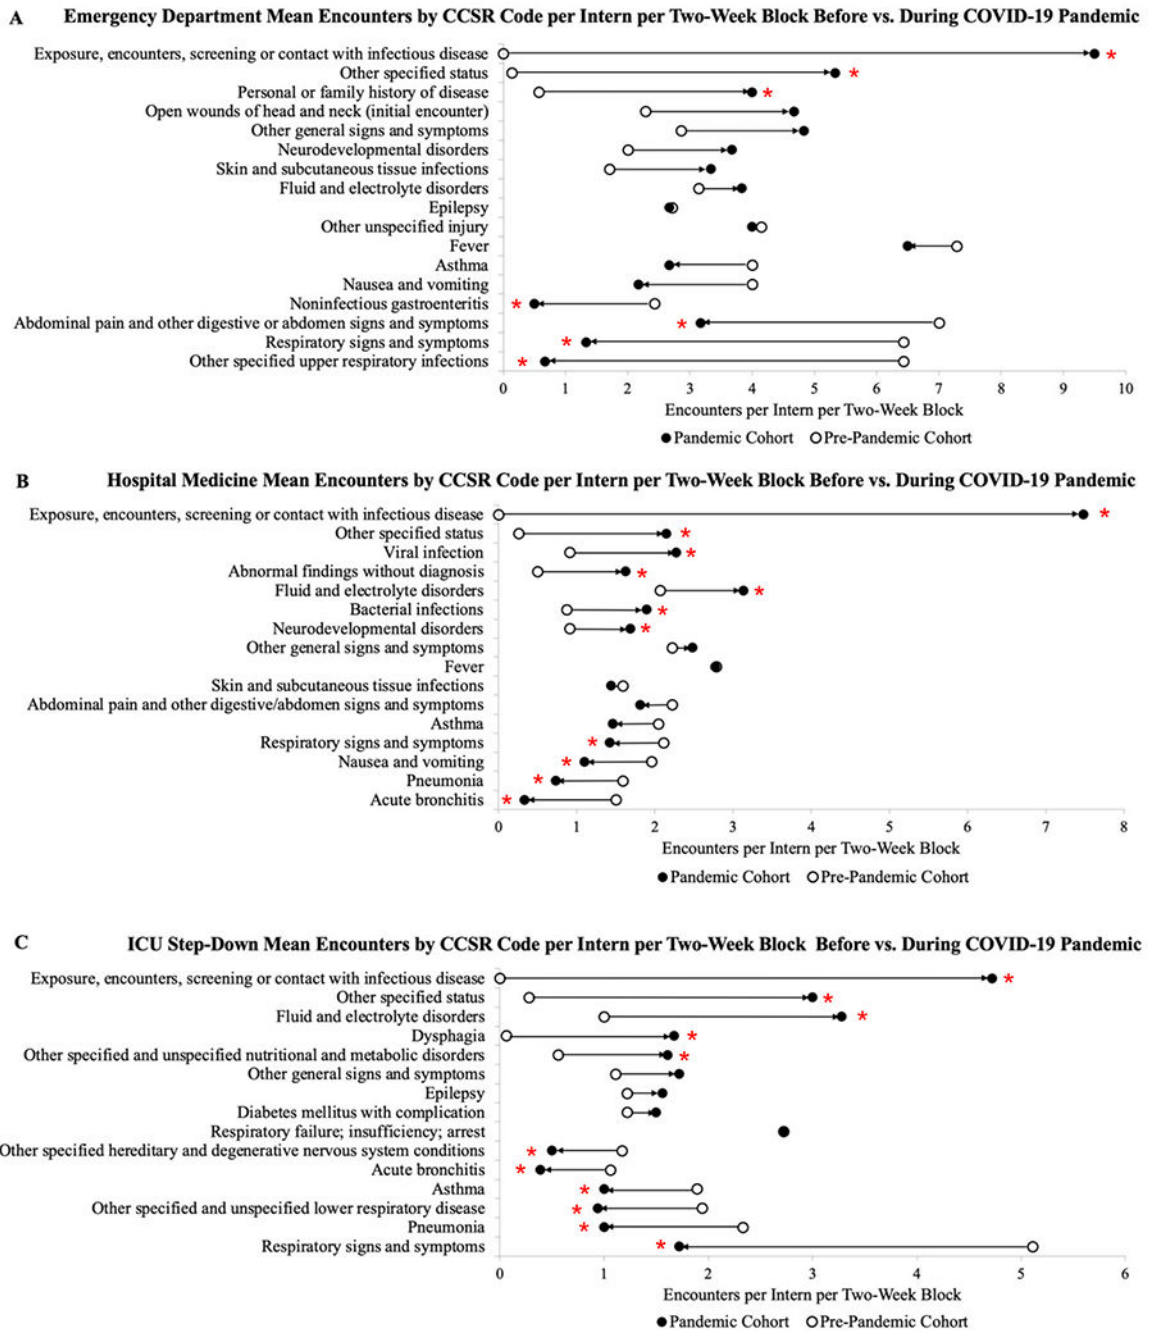 A Emergency Department Mean Encounters by CCSR Code per Intern per Two-Week Block Before vs. During COVID-19 Pandemic
Exposure, encounters, screening or contact with infectious disease *
Other specified status *
Personal or family history of disease *
Open wounds of head and neck (initial encounter)
Other general signs and symptoms
Neurodevelopmental disorders
Skin and subcutaneous tissue infections
Fluid and electrolyte disorders
Epilepsy
Other unspecified injury
Fever
Asthma
Nausea and vomiting
Noninfectious gastroenteritis *
Abdominal pain and other digestive or abdomen signs and symptoms *
Respiratory signs and symptoms *
Other specified upper respiratory infections *
0 1 2 3 4 5 6 7 8 9 10
Encounters per Intern per Two-Week Block
Pandemic Cohort Pre-Pandemic Cohort
B Hospital Medicine Mean Encounters by CCSR Code per Intern per Two-Week Block Before vs. During COVID-19 Pandemic
Exposure, encounters, screening or contact with infectious disease *
Other specified status *
Viral infection *
Abnormal findings without diagnosis *
Fluid and electrolyte disorders *
Bacterial infections *
Neurodevelopmental disorders *
Other general signs and symptoms
Fever
Skin and subcutaneous tissue infections
Abdominal pain and other digestive/abdomen signs and symptoms
Asthma
Respiratory signs and symptoms *
Nausea and vomiting *
Pneumonia *
Acute bronchitis *
0 1 2 3 4 5 6 7 8
Encounters per Intern per Two-Week Block
Pandemic Cohort Pre-Pandemic Cohort
C ICU Step-Down Mean Encounters by CCSR Code per Intern per Two-Week Block Before vs. During COVID-19 Pandemic
Exposure, encounters, screening or contact with infectious disease *
Other specified status *
Fluid and electrolyte disorders *
Dysphagia *
Other specified and unspecified nutritional and metabolic disorders *
Other general signs and symptoms
Epilepsy
Diabetes mellitus with complication
Respiratory failure; insufficiency; arrest
Other specified hereditary and degenerative nervous system conditions *
Acute bronchitis *
Asthma *
Other specified and unspecified lower respiratory disease *
Pneumonia *
Respiratory signs and symptoms *
0 1 2 3 4 5 6
Encounters per Intern per Two-Week Block
Pandemic Cohort Pre-Pandemic Cohort